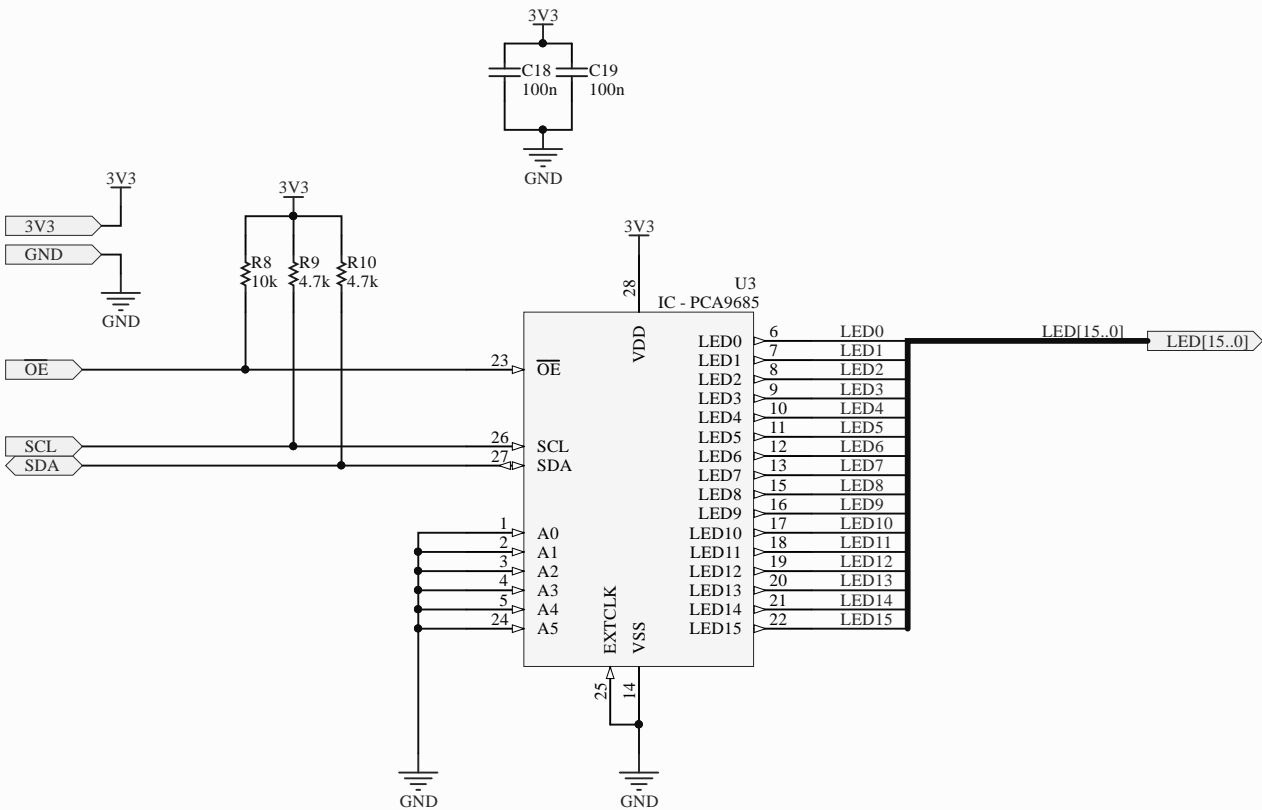 3V3
C18
100n
C19
100n
GND
3V3
3V3
GND
GND
3V3
R8
10k
R9
4.7k
R10
4.7k
3V3
28
U3
IC - PCA9685
VDD
OE
23
OE
SCL
26
SCL
SDA
27
SDA
1
A0
2
A1
3
A2
4
A3
5
A4
24
A5
LED0 6 LED0
LED1 7 LED1
LED2 8 LED2
LED3 9 LED3
LED4 10 LED4
LED5 11 LED5
LED6 12 LED6
LED7 13 LED7
LED8 15 LED8
LED9 16 LED9
LED10 17 LED10
LED11 18 LED11
LED12 19 LED12
LED13 20 LED13
LED14 21 LED14
LED15 22 LED15
LED[15..0]
LED[15..0]
EXTCLK
VSS
25
14
GND
GND